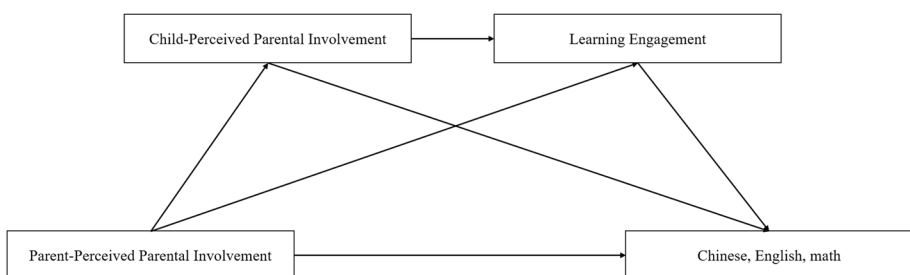 Child-Perceived Parental Involvement
Learning Engagement
Parent-Perceived Parental Involvement
Chinese, English, math